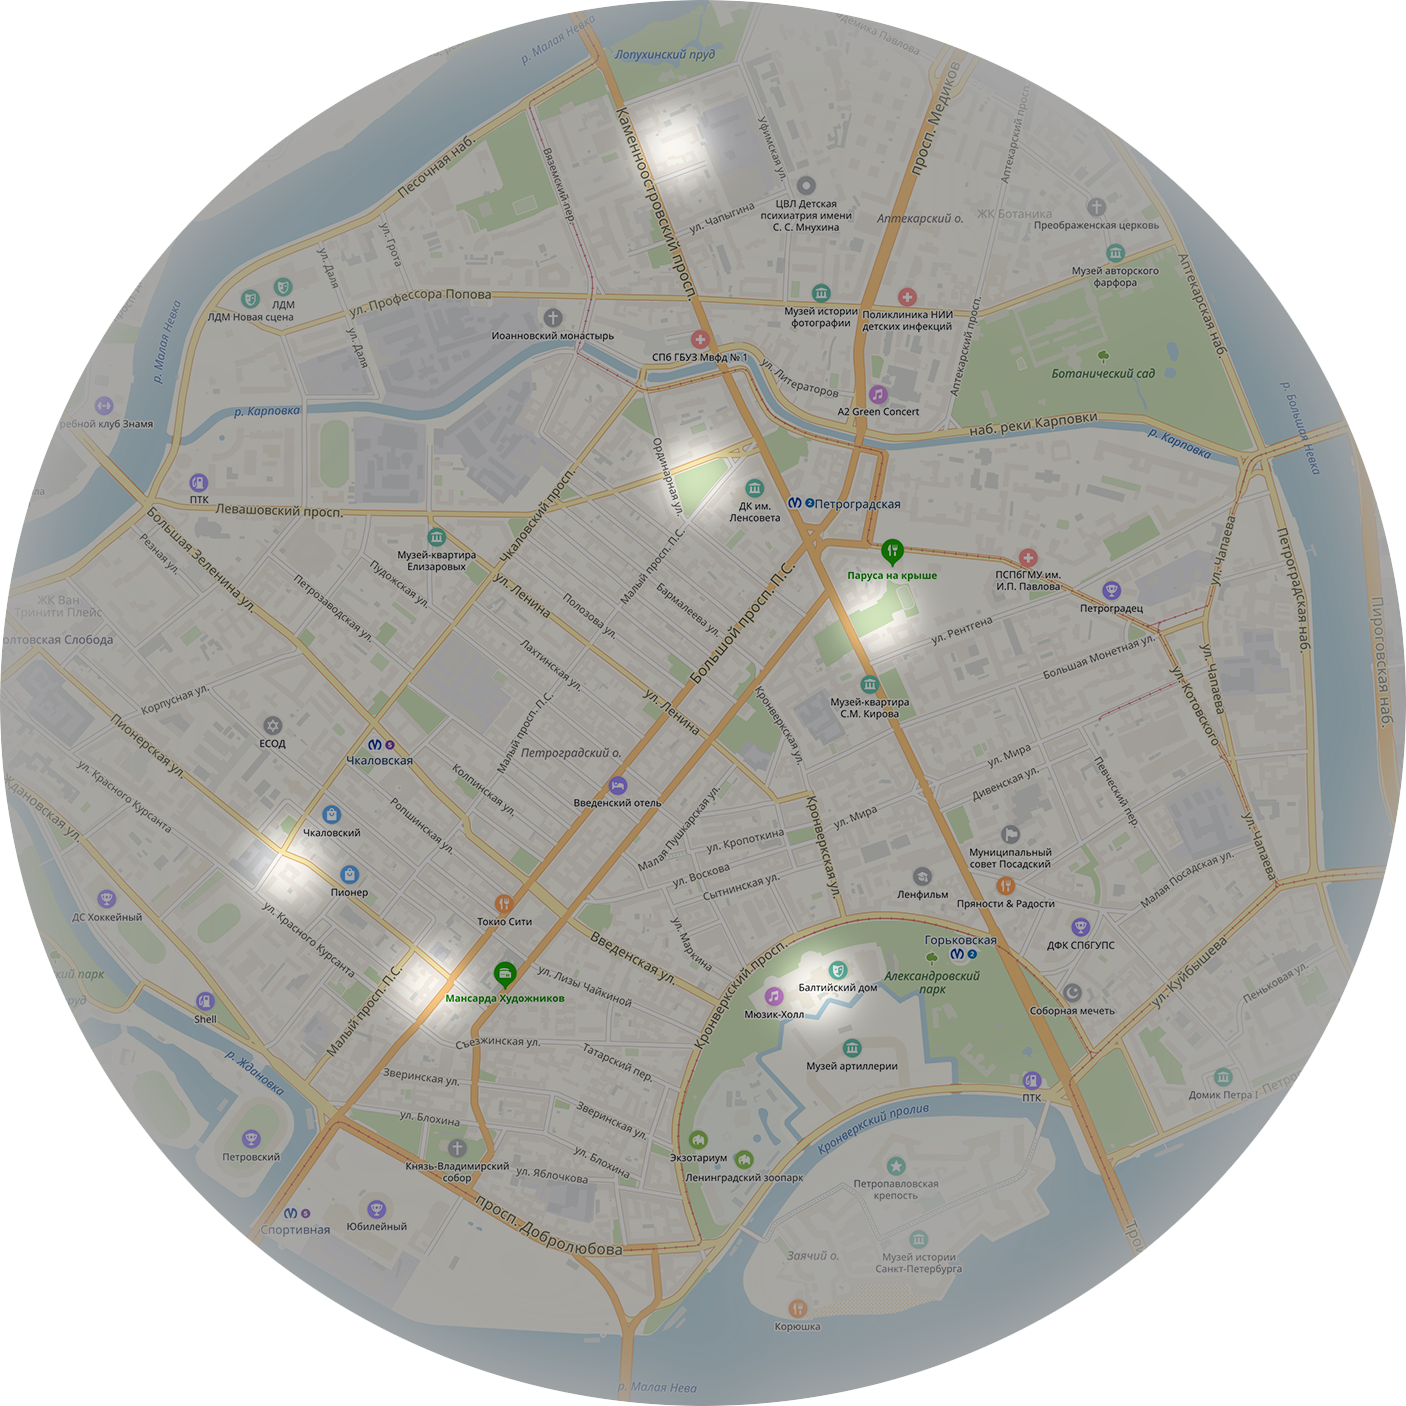 р. Малая Невка
Лопухинский пруд
просп. Медиков
Каменноостровский просп.
Уфимская ул.
Аптекарский просп.
Песочная наб.
Вяземский пер.
ЦВЛ Детская
психиатрия имени
С. С. Мнухина
ул. Чапыгина
Аптекарский о.
ЖК Ботаника
Преображенская церковь
ул. Грота
ул. Даля
Музей авторского
фарфора
Аптекарская наб.
ЛДМ
ЛДМ Новая сцена
ул. Профессора Попова
Музей истории
фотографии
Поликлиника НИИ
детских инфекций
Иоанновский монастырь
СПб ГБУЗ Мвфд № 1
р. Малая Невка
ул. Даля
Аптекарский просп.
Ботанический сад
ул. Литераторов
A2 Green Concert
р. Карповка
ребной клуб Знамя
наб. реки Карповки
р. Карповка
р. Большая Невка
Ординарная ул.
ПТК
Левашовский просп.
Чкаловский просп.
ДК им.
Ленсовета
Петроградская
Большая Зеленина ул.
Резная ул.
Музей-квартира
Елизаровых
Малый просп. П.С.
Паруса на крыше
ПСПбГМУ им.
И.П. Павлова
Петроградец
ул. Чапаева
Петроградская наб.
Пироговская наб.
Петрозаводская ул.
Пудожская ул.
ул. Ленина
Полозова ул.
Бармалеева ул.
Большой просп. П.С.
ЖК Ван
Тринити Плейс
олтовская Слобода
ул. Рентгена
Большая Монетная ул.
Лахтинская ул.
ул. Ленина
Корпусная ул.
Музей-квартира
С.М. Кирова
Кронверкская ул.
ул. Котовского
ул. Чапаева
Пионерская ул.
ЕСОД
Чкаловская
Малый просп. П.С.
Петроградский о.
ул. Мира
Дивенская ул.
Певческий пер.
ул. Красного Курсанта
Ждановская ул.
Колпинская ул.
Введенский отель
Ропшинская ул.
Чкаловский
Малая Пушкарская ул.
ул. Кропоткина
ул. Мира
Кронверкская ул.
ул. Чапаева
Муниципальный
совет Посадский
Пионер
ул. Воскова
Сытнинская ул.
Ленфильм
Пряности & Радости
Малая Посадская ул.
ДС Хоккейный
ул. Красного Курсанта
Токио Сити
Введенская ул.
ул. Маркина
Кронверкский просп.
Горьковская
ДФК СПбГУПС
ул. Куйбышева
Александровский
парк
Балтийский дом
Мюзик-Холл
Соборная мечеть
Пеньковая ул.
кий парк
пруд
Shell
Малый просп. П.С.
Мансарда Художников
ул. Лизы Чайкиной
Съезжинская ул.
Татарский пер.
Музей артиллерии
р. Ждановка
Зверинская ул.
ПТК
Домик Петра I
Петровс
ул. Блохина
Зверинская ул.
Кронверкский пролив
Петровский
Князь-Владимирский
собор
ул. Блохина
ул. Яблочкова
Экзотариум
Ленинградский зоопарк
Петропавловская
крепость
Спортивная
Юбилейный
просп. Добролюбова
Заячий о.
Музей истории
Санкт-Петербурга
Трои
Корюшка
р. Малая Нева